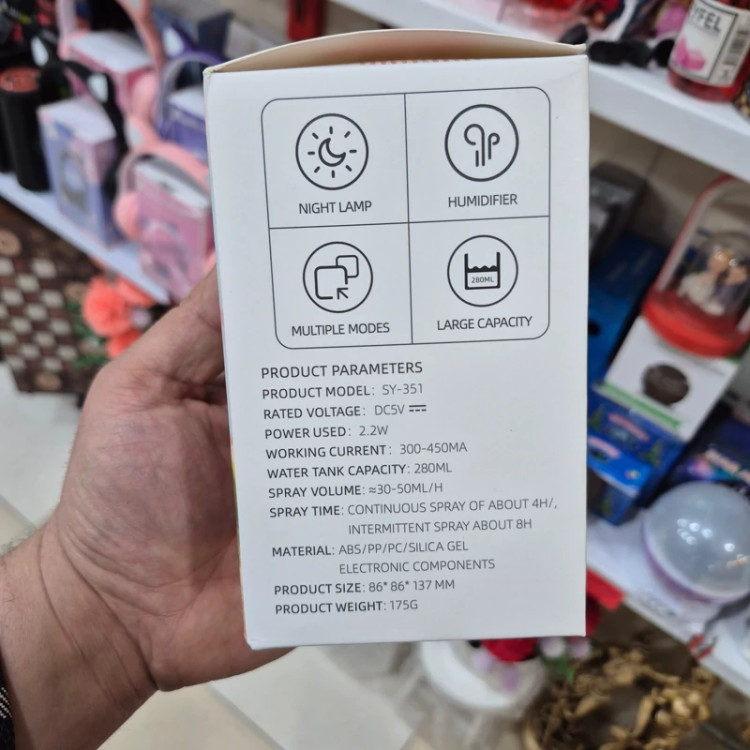 NIGHT LAMP
HUMIDIFIER
MULTIPLE MODES
280ML
LARGE CAPACITY
PRODUCT PARAMETERS
PRODUCT MODEL: SY-351
RATED VOLTAGE: DC5V ⎓
POWER USED: 2.2W
WORKING CURRENT: 300-450MA
WATER TANK CAPACITY: 280ML
SPRAY VOLUME: ≈30-50ML/H
SPRAY TIME: CONTINUOUS SPRAY OF ABOUT 4H/,
INTERMITTENT SPRAY ABOUT 8H
MATERIAL: ABS/PP/PC/SILICA GEL
ELECTRONIC COMPONENTS
PRODUCT SIZE: 86* 86* 137 MM
PRODUCT WEIGHT: 175G